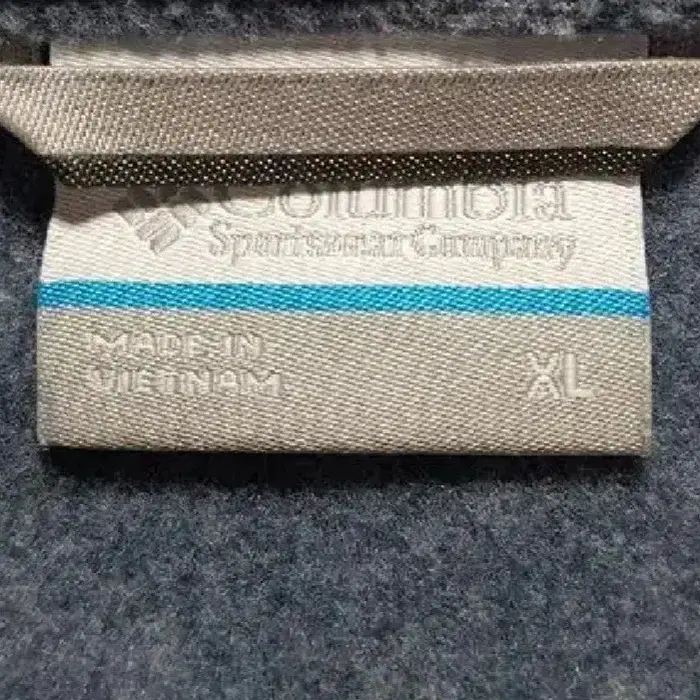 Columbia
Sportswear Company
MADE IN
VIETNAM
XL